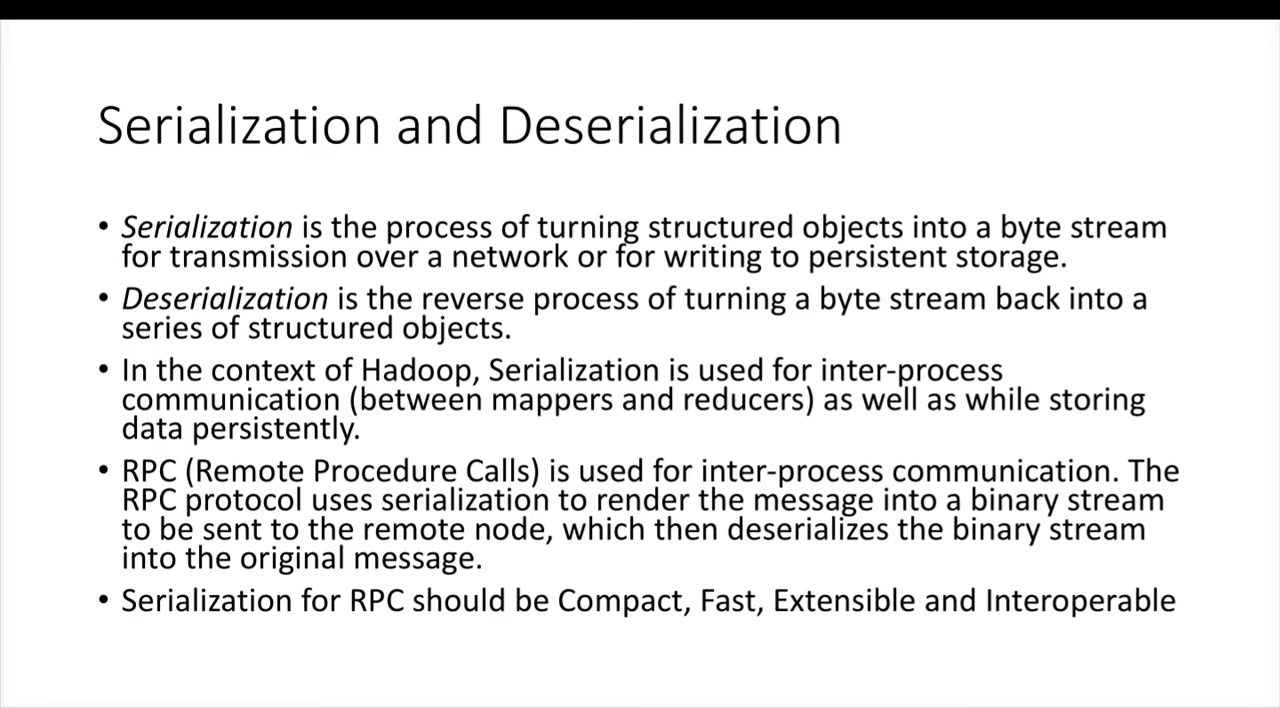 Serialization and Deserialization
• Serialization is the process of turning structured objects into a byte stream
for transmission over a network or for writing to persistent storage.
• Deserialization is the reverse process of turning a byte stream back into a
series of structured objects.
• In the context of Hadoop, Serialization is used for inter-process
communication (between mappers and reducers) as well as while storing
data persistently.
• RPC (Remote Procedure Calls) is used for inter-process communication. The
RPC protocol uses serialization to render the message into a binary stream
to be sent to the remote node, which then deserializes the binary stream
into the original message.
• Serialization for RPC should be Compact, Fast, Extensible and Interoperable